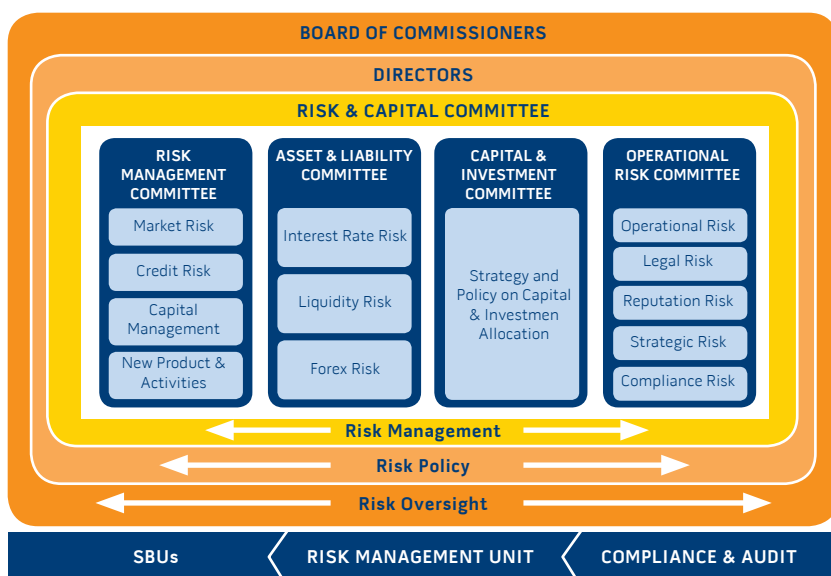 BOARD OF COMMISSIONERS
DIRECTORS
RISK & CAPITAL COMMITTEE
RISK
MANAGEMENT
COMMITTEE
Market Risk
Credit Risk
Capital
Management
New Product &
Activities
ASSET & LIABILITY
COMMITTEE
Interest Rate Risk
Liquidity Risk
Forex Risk
CAPITAL &
INVESTMENT
COMMITTEE
Strategy and
Policy on Capital
& Investmen
Allocation
OPERATIONAL
RISK COMMITTEE
Operational Risk
Legal Risk
Reputation Risk
Strategic Risk
Compliance Risk
Risk Management
Risk Policy
Risk Oversight
SBUs
RISK MANAGEMENT UNIT
COMPLIANCE & AUDIT